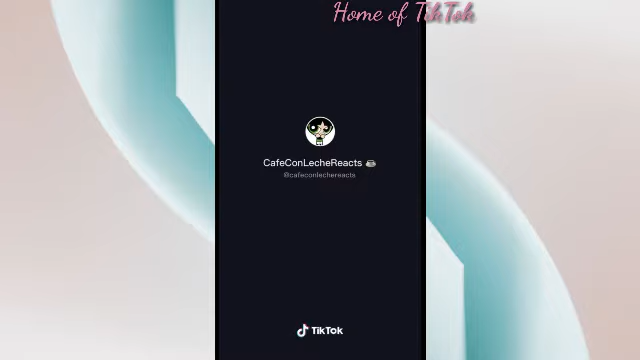 Home of TikTok
CafeConLecheReacts ☕
@cafeconlechereacts
TikTok